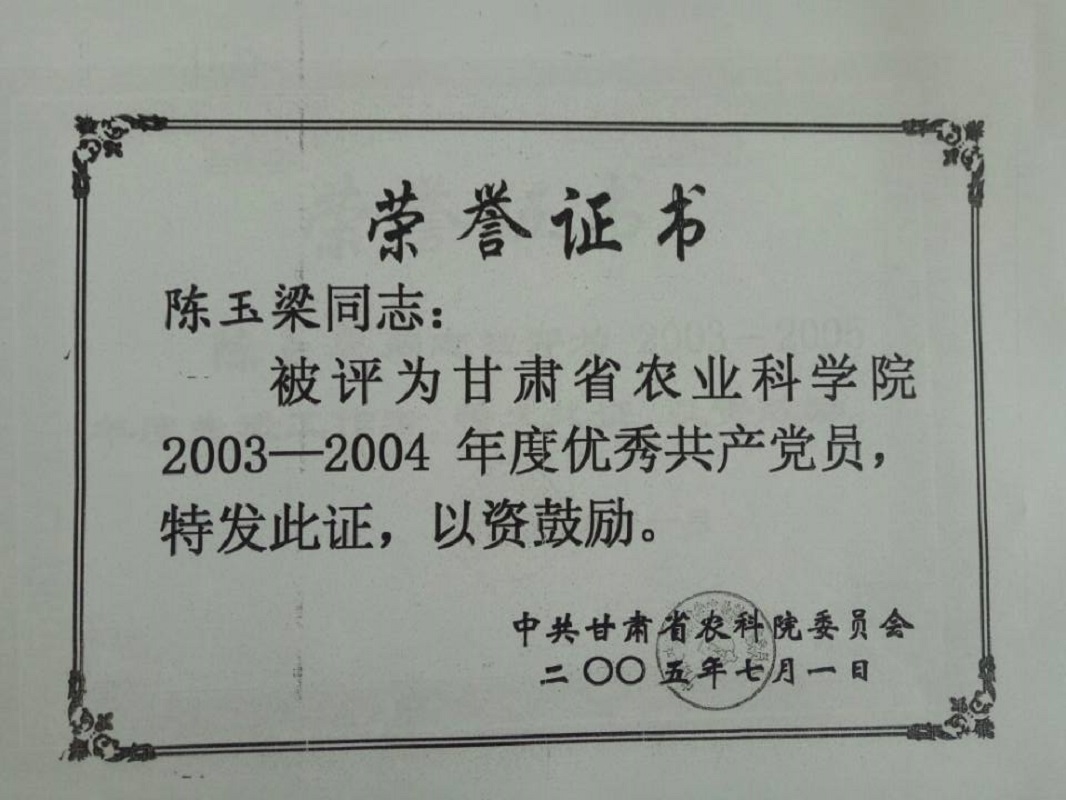 荣誉证书
陈玉梁同志：
被评为甘肃省农业科学院
2003—2004 年度优秀共产党员，
特发此证，以资鼓励。
中共甘肃省农科院委员会
二〇〇五年七月一日